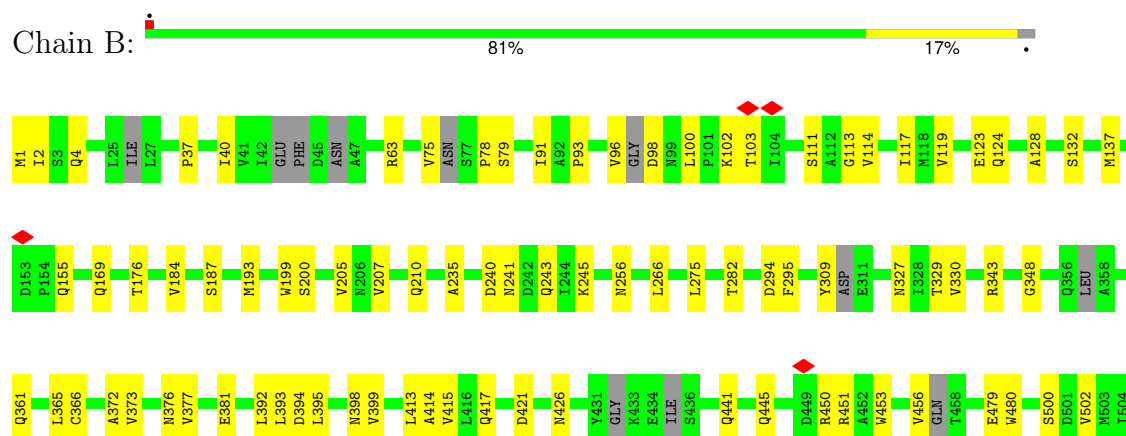 Chain B:
81% 17%
M1 I2 S3 Q4 L25 ILE L27 P37 I40 V41 I42 GLU PHE D45 ASN A47 R63 V75 ASN S77 P78 S79 I91 A92 P93 V96 GLY D98 N99 L100 P101 K102 T103 I104 S111 A112 G113 V114 I117 M118 V119 E123 Q124 A128 S132 M137
D153 P154 Q155 Q169 T176 V184 S187 M193 W199 S200 V205 N206 V207 Q210 A235 D240 N241 D242 Q243 I244 K245 N256 L266 L275 T282 D294 F295 Y309 ASP E311 N327 I328 T329 V330 R343 G348 Q356 LEU A358
Q361 L365 C366 A372 V373 N376 V377 E381 L392 L393 D394 L395 N398 V399 L413 A414 V415 L416 Q417 D421 N426 Y431 GLY K433 E434 ILE S436 Q441 Q445 D449 R450 R451 A452 W453 V456 GLN T458 E479 W480 S500 D501 V502 M503 I504